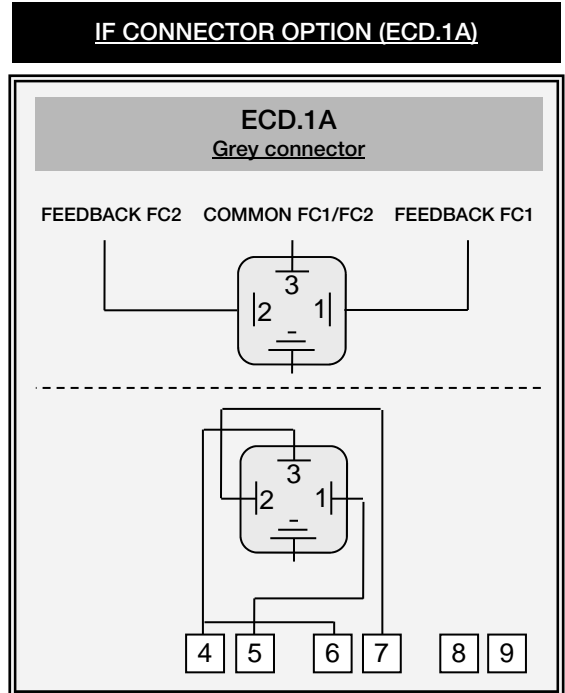 IF CONNECTOR OPTION (ECD.1A)
ECD.1A
Grey connector
FEEDBACK FC2 COMMON FC1/FC2 FEEDBACK FC1
3
2 1
3
2 1
4 5 6 7 8 9